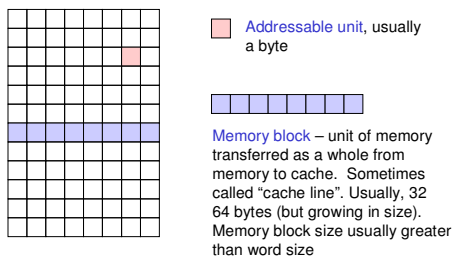 Addressable unit, usually
a byte
Memory block – unit of memory
transferred as a whole from
memory to cache.  Sometimes
called “cache line”. Usually, 32
64 bytes (but growing in size).
Memory block size usually greater
than word size